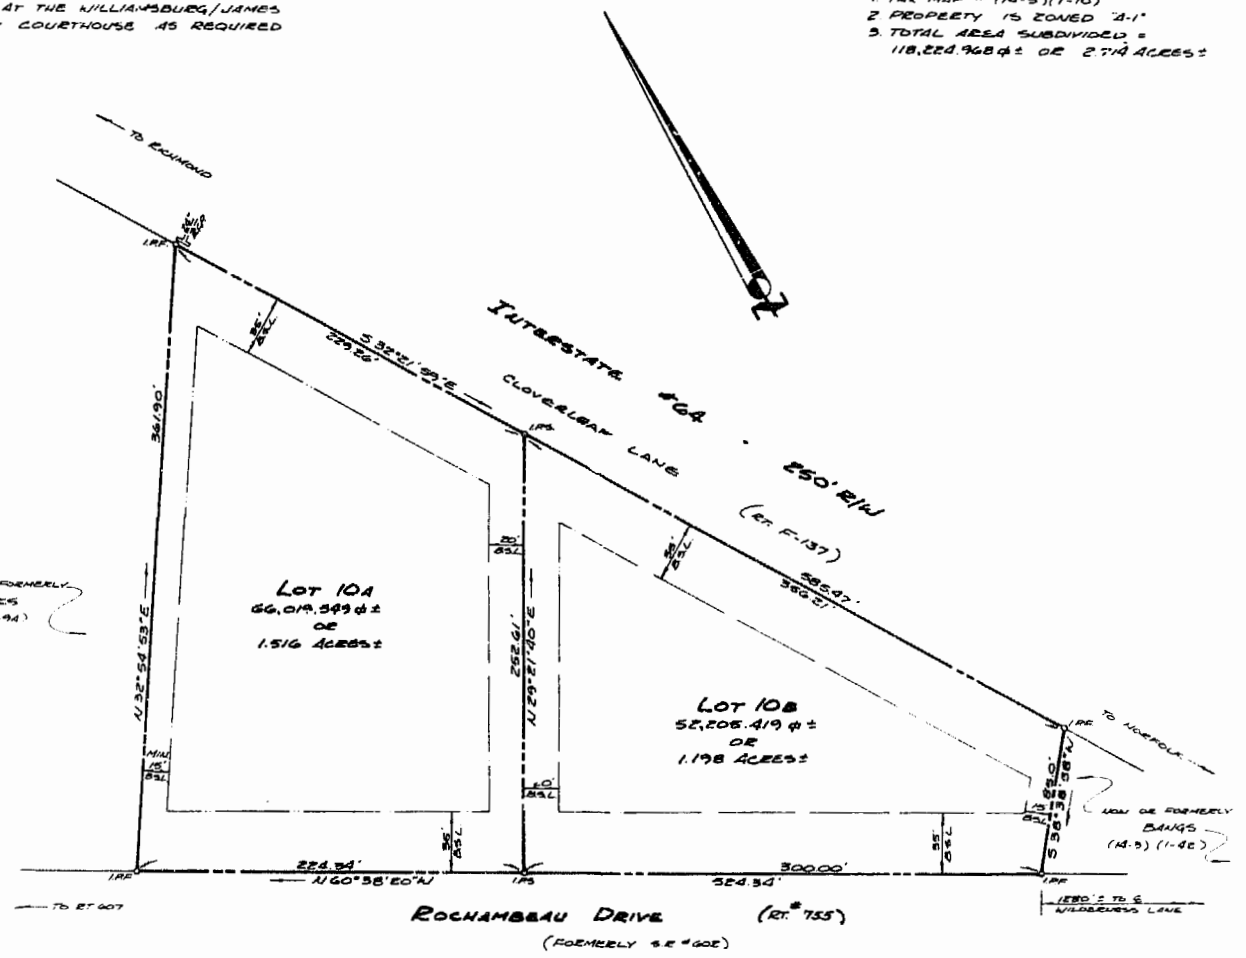 AT THE WILLIAMSBURG/JAMES
COURTHOUSE AS REQUIRED
2. PROPERTY IS ZONED "A-1"
3. TOTAL AREA SUBDIVIDED =
118,224.968 ⌀± OR 2.714 ACRES±
TO RICHMOND
I.P.F.
35'
B.S.L.
S 32°21'59" E
229.26'
INTERSTATE #64 · 250' R/W
CLOVERLEAF LANE
(RT. F-137)
I.P.S.
361.90'
N 32°54'53" E
20'
BSL
35'
B.S.L.
585.47'
356.21'
FORMERLY
LOT 10A
66,019.549 ⌀±
OR
1.516 ACRES±
252.61'
N 29°21'40" E
LOT 10B
52,205.419 ⌀±
OR
1.198 ACRES±
I.P.F.
TO NORFOLK
85.0'
S 38°38'58" W
MIN
15'
BSL
20'
BSL
15'
BSL
NOW OR FORMERLY
BANGS
(14-3) (1-4E)
35'
BSL
35'
BSL
I.P.F.
224.34'
N 60°38'20" W
I.P.S.
300.00'
524.34'
I.P.F.
TO RT 607
ROCHAMBEAU DRIVE (RT.#755)
(FORMERLY S.R #602)
WILDERNESS LANE